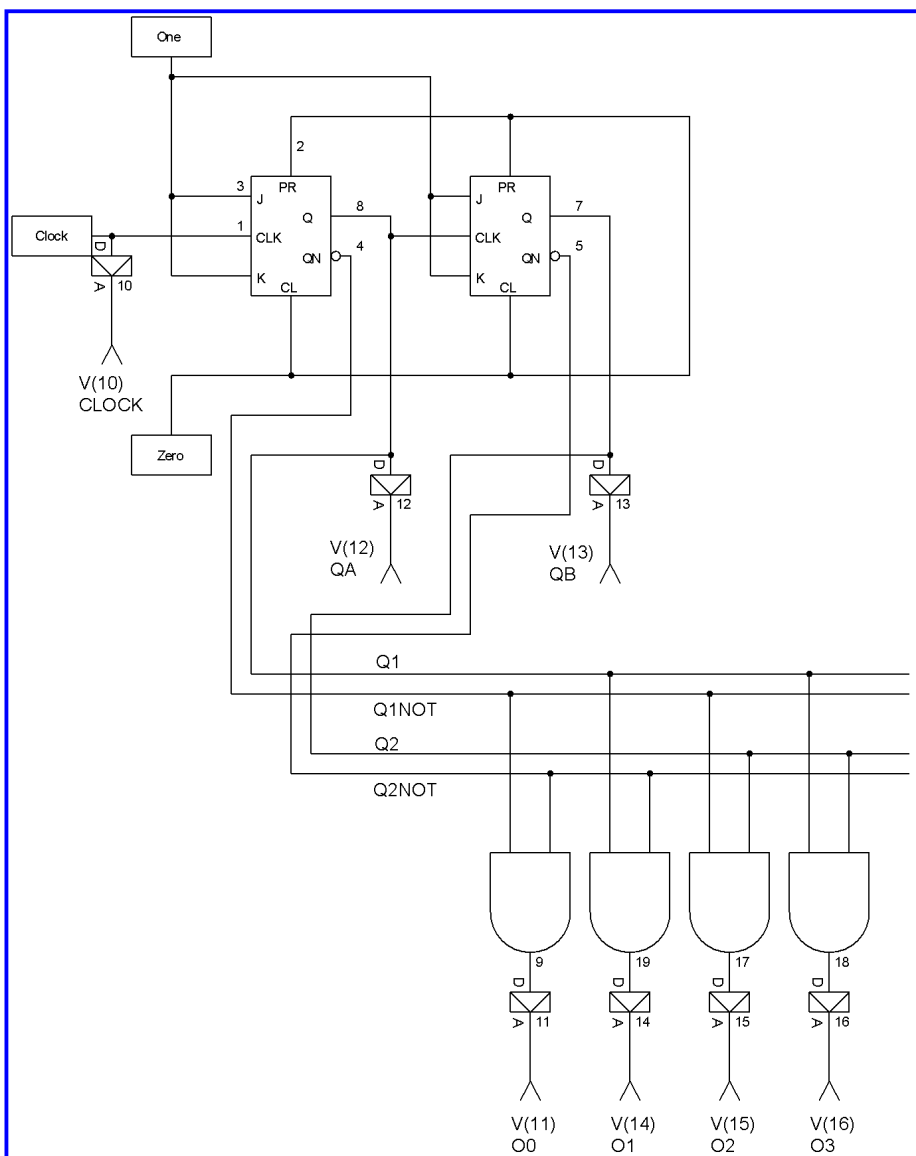 One
2
3
PR
PR
J
8
J
7
1
Q
Q
Clock
CLK
4
CLK
5
D
QN
QN
A
10
K
CL
K
CL
V(10)
CLOCK
Zero
D
D
A
12
A
13
V(12)
QA
V(13)
QB
Q1
Q1NOT
Q2
Q2NOT
9
19
17
18
D
D
D
D
A
11
A
14
A
15
A
16
V(11)
O0
V(14)
O1
V(15)
O2
V(16)
O3